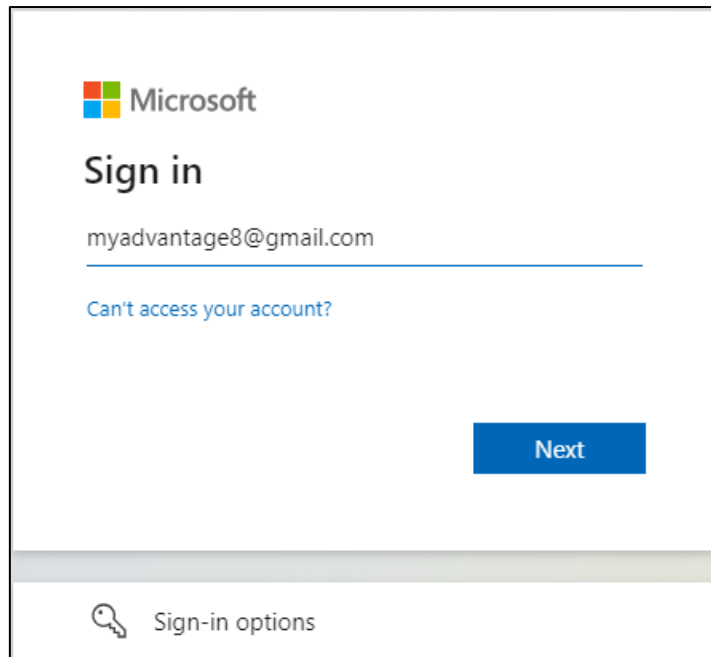 Microsoft
Sign in
myadvantage8@gmail.com
Can't access your account?
Next
Sign-in options